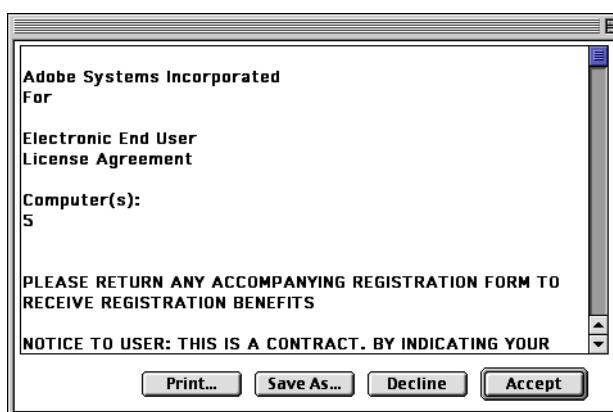 Adobe Systems Incorporated
For
Electronic End User
License Agreement
Computer(s):
5
PLEASE RETURN ANY ACCOMPANYING REGISTRATION FORM TO
RECEIVE REGISTRATION BENEFITS
NOTICE TO USER: THIS IS A CONTRACT. BY INDICATING YOUR
Print... Save As... Decline Accept